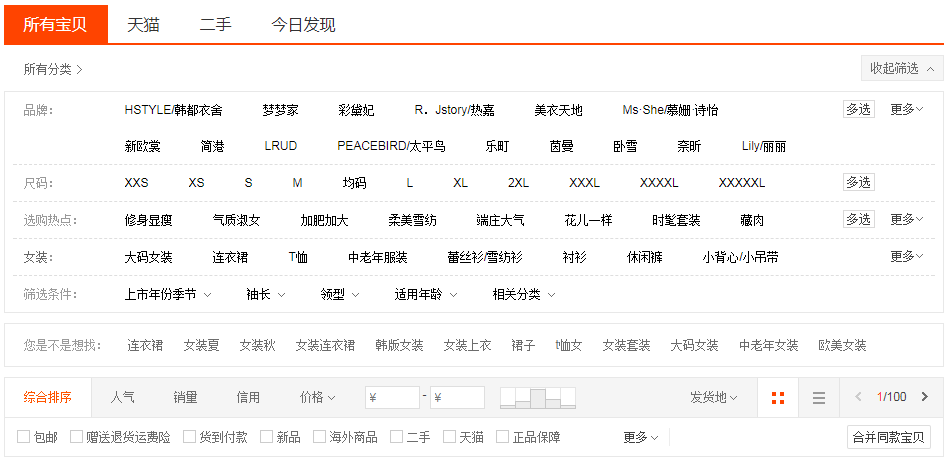 所有宝贝 天猫 二手 今日发现
所有分类 收起筛选
品牌: HSTYLE/韩都衣舍 梦梦家 彩黛妃 R．Jstory/热嘉 美衣天地 Ms·She/慕姗·诗怡 多选 更多
新欧裳 简港 LRUD PEACEBIRD/太平鸟 乐町 茵曼 卧雪 奈昕 Lily/丽丽
尺码: XXS XS S M 均码 L XL 2XL XXXL XXXXL XXXXXL 多选
选购热点: 修身显瘦 气质淑女 加肥加大 柔美雪纺 端庄大气 花儿一样 时髦套装 藏肉 多选 更多
女装: 大码女装 连衣裙 T恤 中老年服装 蕾丝衫/雪纺衫 衬衫 休闲裤 小背心/小吊带 更多
筛选条件: 上市年份季节 袖长 领型 适用年龄 相关分类
您是不是想找: 连衣裙 女装夏 女装秋 女装连衣裙 韩版女装 女装上衣 裙子 t恤女 女装套装 大码女装 中老年女装 欧美女装
综合排序 人气 销量 信用 价格 ¥ - ¥ 发货地 < 1/100 >
包邮 赠送退货运费险 货到付款 新品 海外商品 二手 天猫 正品保障 更多 合并同款宝贝